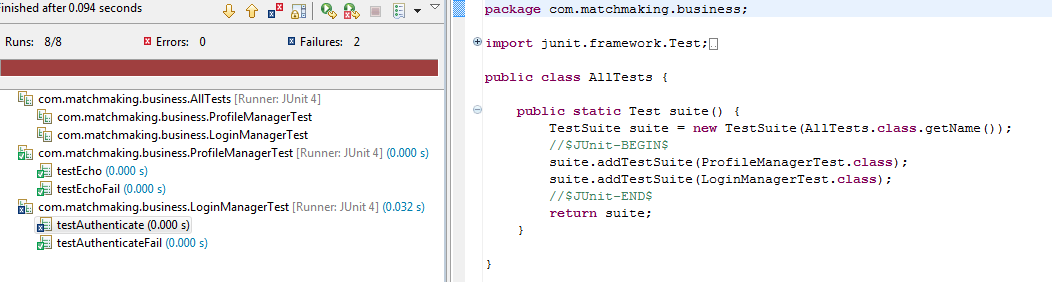 Finished after 0.094 seconds
Runs: 8/8 Errors: 0 Failures: 2
com.matchmaking.business.AllTests [Runner: JUnit 4]
com.matchmaking.business.ProfileManagerTest
com.matchmaking.business.LoginManagerTest
com.matchmaking.business.ProfileManagerTest [Runner: JUnit 4] (0.000 s)
testEcho (0.000 s)
testEchoFail (0.000 s)
com.matchmaking.business.LoginManagerTest [Runner: JUnit 4] (0.032 s)
testAuthenticate (0.000 s)
testAuthenticateFail (0.000 s)
package com.matchmaking.business;
import junit.framework.Test;
public class AllTests {
public static Test suite() {
TestSuite suite = new TestSuite(AllTests.class.getName());
//$JUnit-BEGIN$
suite.addTestSuite(ProfileManagerTest.class);
suite.addTestSuite(LoginManagerTest.class);
//$JUnit-END$
return suite;
}
}